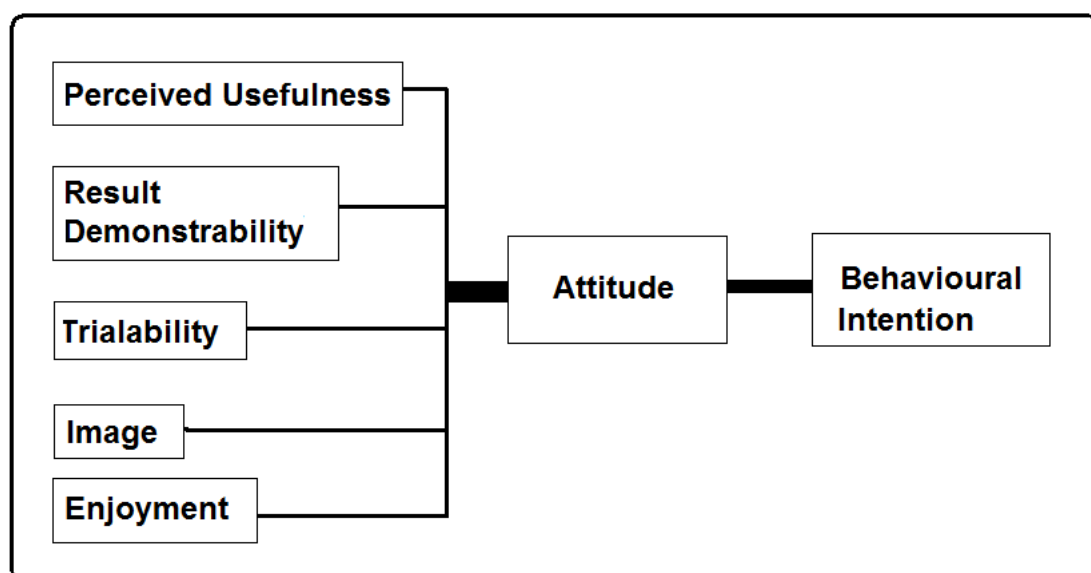 Perceived Usefulness
Result
Demonstrability
Trialability
Image
Enjoyment
Attitude
Behavioural
Intention